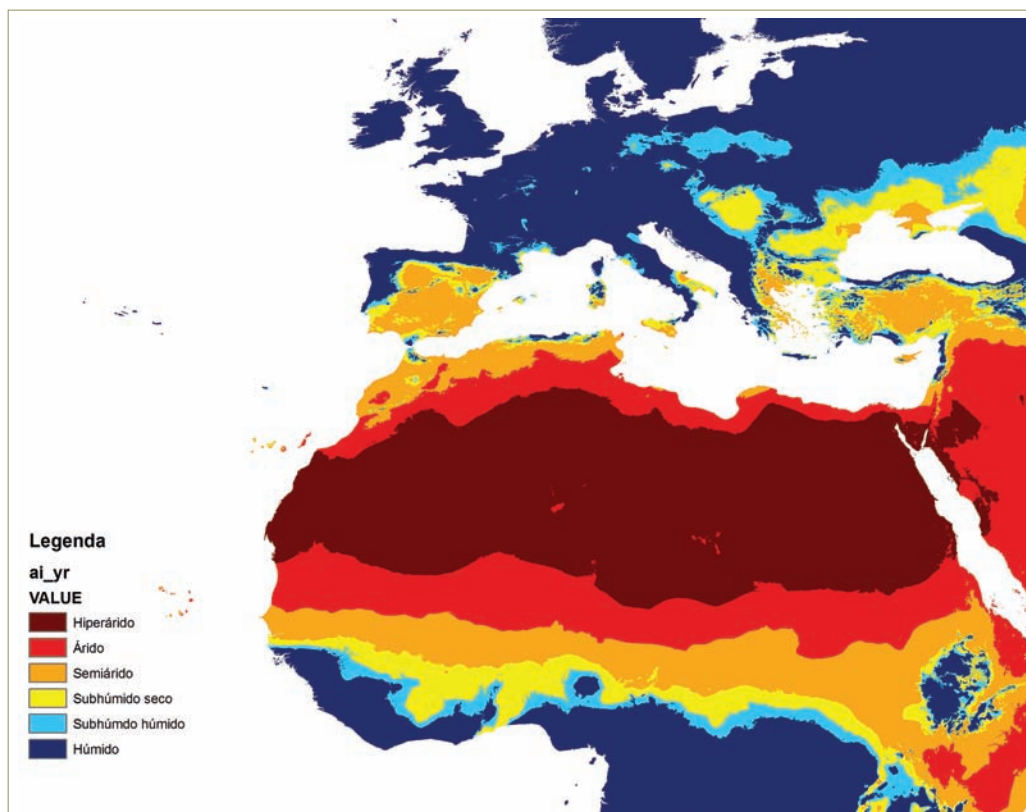 Legenda
ai_yr
VALUE
Hiperárido
Árido
Semiárido
Subhúmido seco
Subhúmdo húmido
Húmido